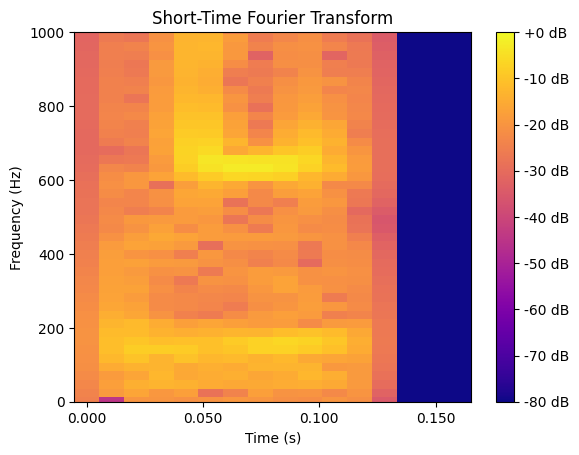 Short-Time Fourier Transform
1000
800
600
400
200
0
Frequency (Hz)
0.000
0.050
0.100
0.150
Time (s)
+0 dB
-10 dB
-20 dB
-30 dB
-40 dB
-50 dB
-60 dB
-70 dB
-80 dB